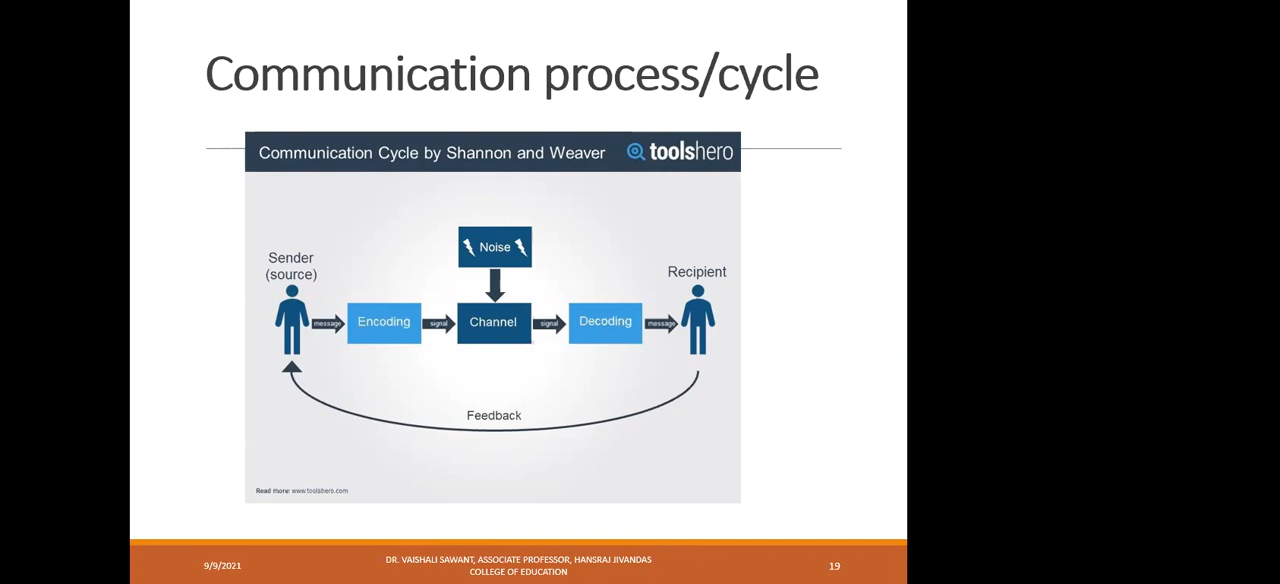 Communication process/cycle
Communication Cycle by Shannon and Weaver
toolshero
Noise
Sender
(source)
Recipient
message
Encoding
signal
Channel
signal
Decoding
message
Feedback
Read more: www.toolshero.com
9/9/2021
DR. VAISHALI SAWANT, ASSOCIATE PROFESSOR, HANSRAJ JIVANDAS
COLLEGE OF EDUCATION
19